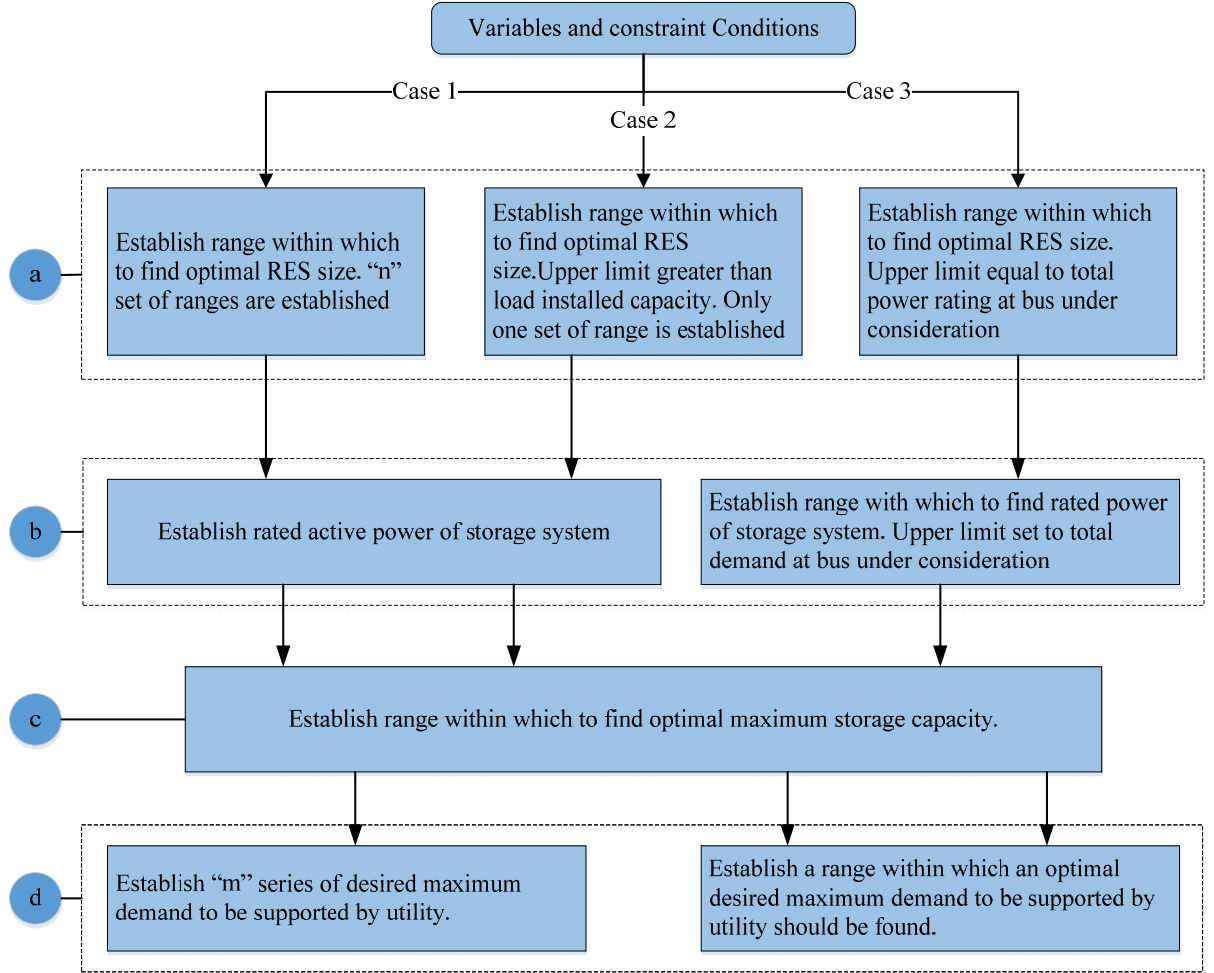 Variables and constraint Conditions
Case 1
Case 3
Case 2
a
Establish range within which
to find optimal RES size. “n”
set of ranges are established
Establish range within which
to find optimal RES
size.Upper limit greater than
load installed capacity. Only
one set of range is established
Establish range within which
to find optimal RES size.
Upper limit equal to total
power rating at bus under
consideration
b
Establish rated active power of storage system
Establish range with which to find rated power
of storage system. Upper limit set to total
demand at bus under consideration
c
Establish range within which to find optimal maximum storage capacity.
d
Establish “m” series of desired maximum
demand to be supported by utility.
Establish a range within which an optimal
desired maximum demand to be supported by
utility should be found.